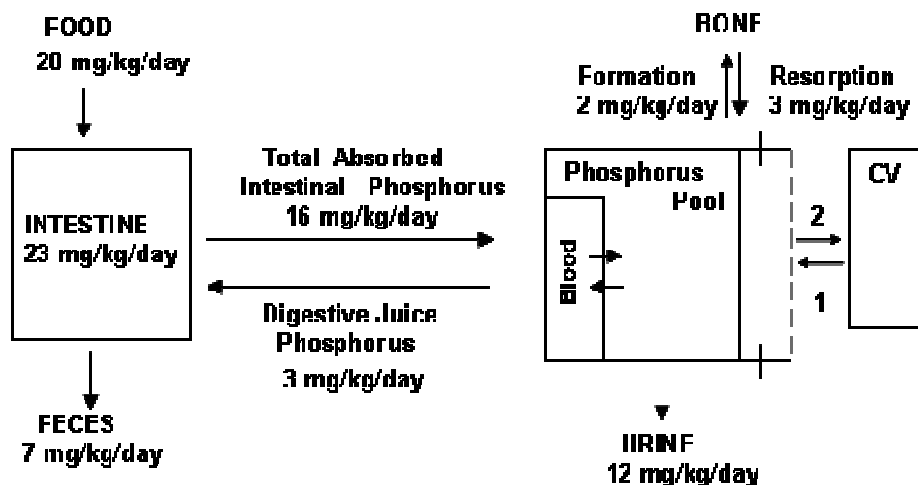 FOOD
20 mg/kg/day
INTESTINE
23 mg/kg/day
FECES
7 mg/kg/day
Total Absorbed
Intestinal Phosphorus
16 mg/kg/day
Digestive Juice
Phosphorus
3 mg/kg/day
BONE
Formation
2 mg/kg/day
Resorption
3 mg/kg/day
Phosphorus
Pool
Blood
2
1
CV
URINE
12 mg/kg/day